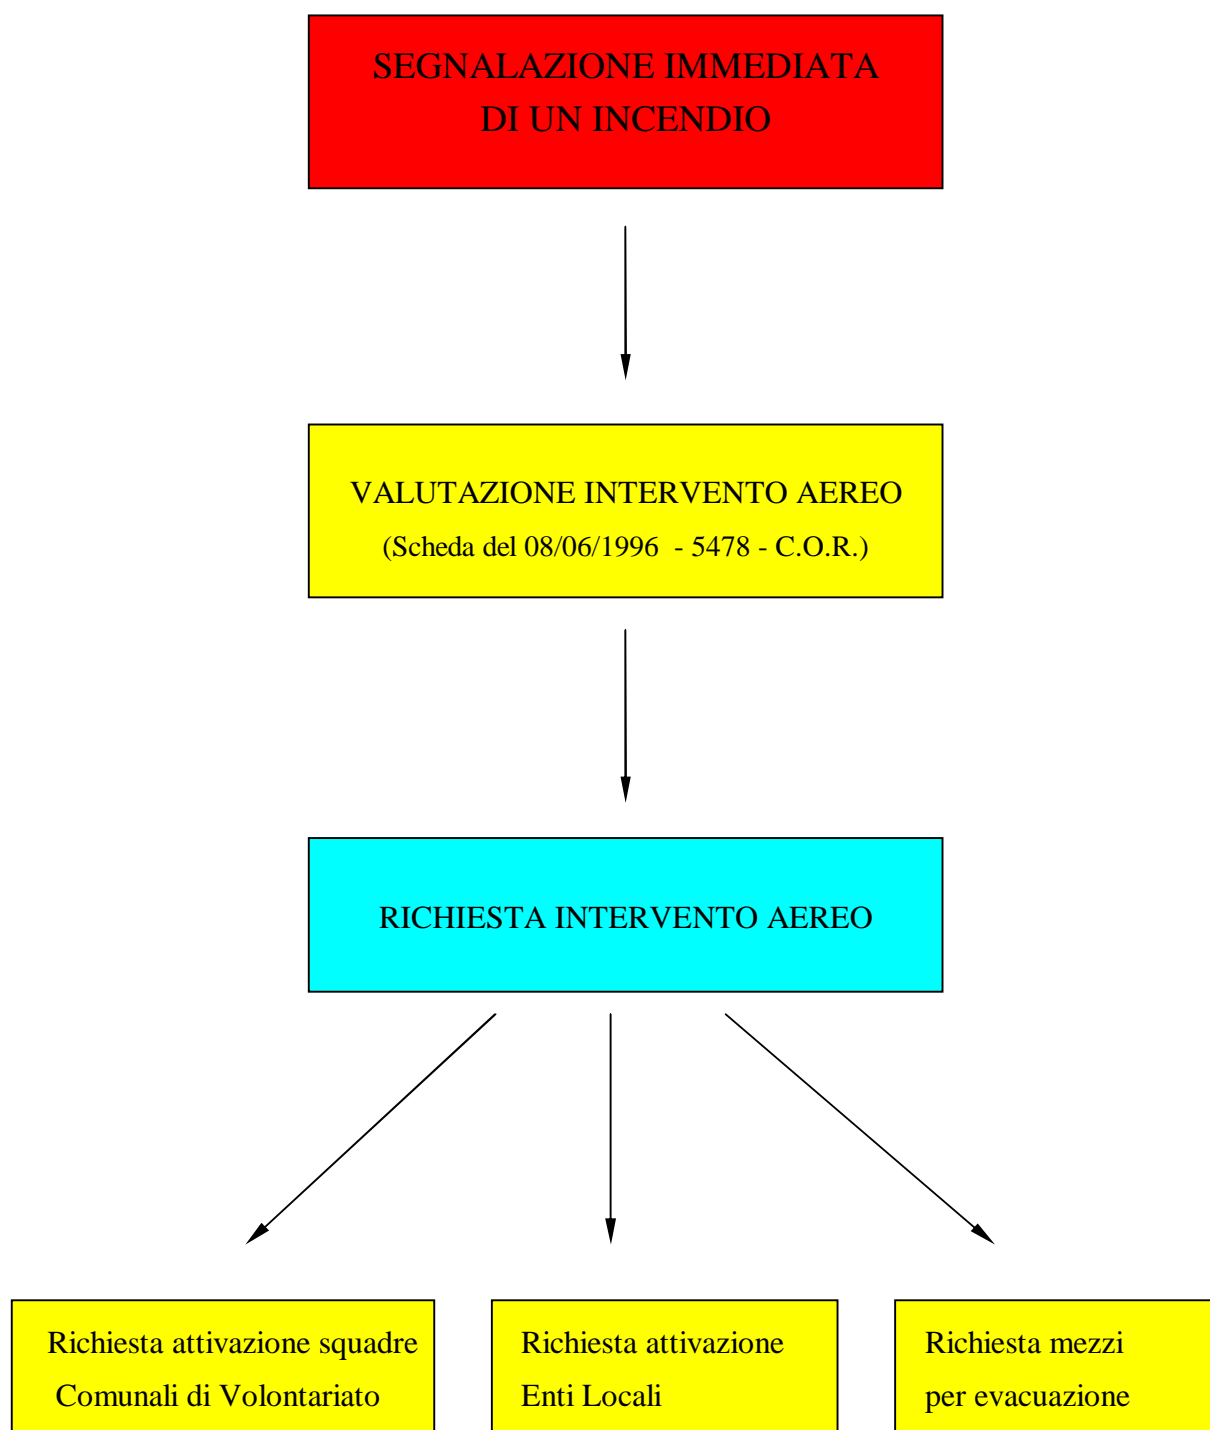 SEGNALAZIONE IMMEDIATA
DI UN INCENDIO
VALUTAZIONE INTERVENTO AEREO
(Scheda del 08/06/1996 - 5478 - C.O.R.)
RICHIESTA INTERVENTO AEREO
Richiesta attivazione squadre
Comunali di Volontariato
Richiesta attivazione
Enti Locali
Richiesta mezzi
per evacuazione